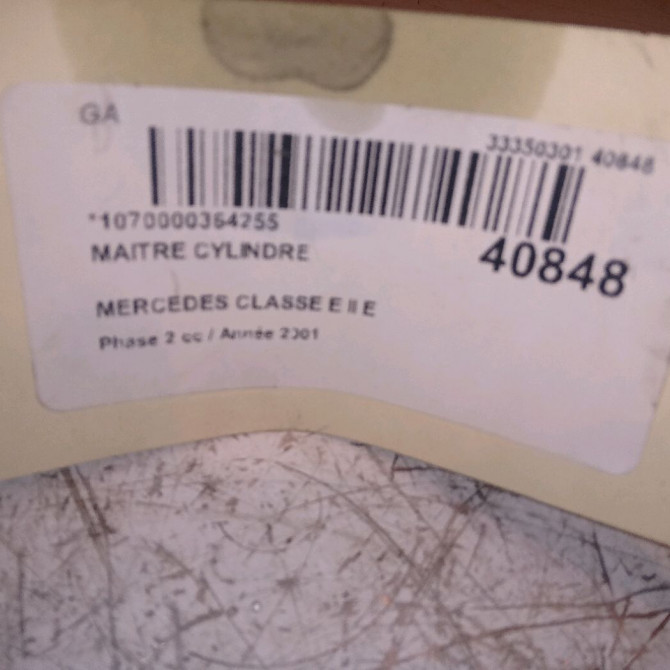 GA
33350301 40848
*1070000364255
MAITRE CYLINDRE
40848
MERCEDES CLASSE E II E
Phase 2 cc / Année 2001